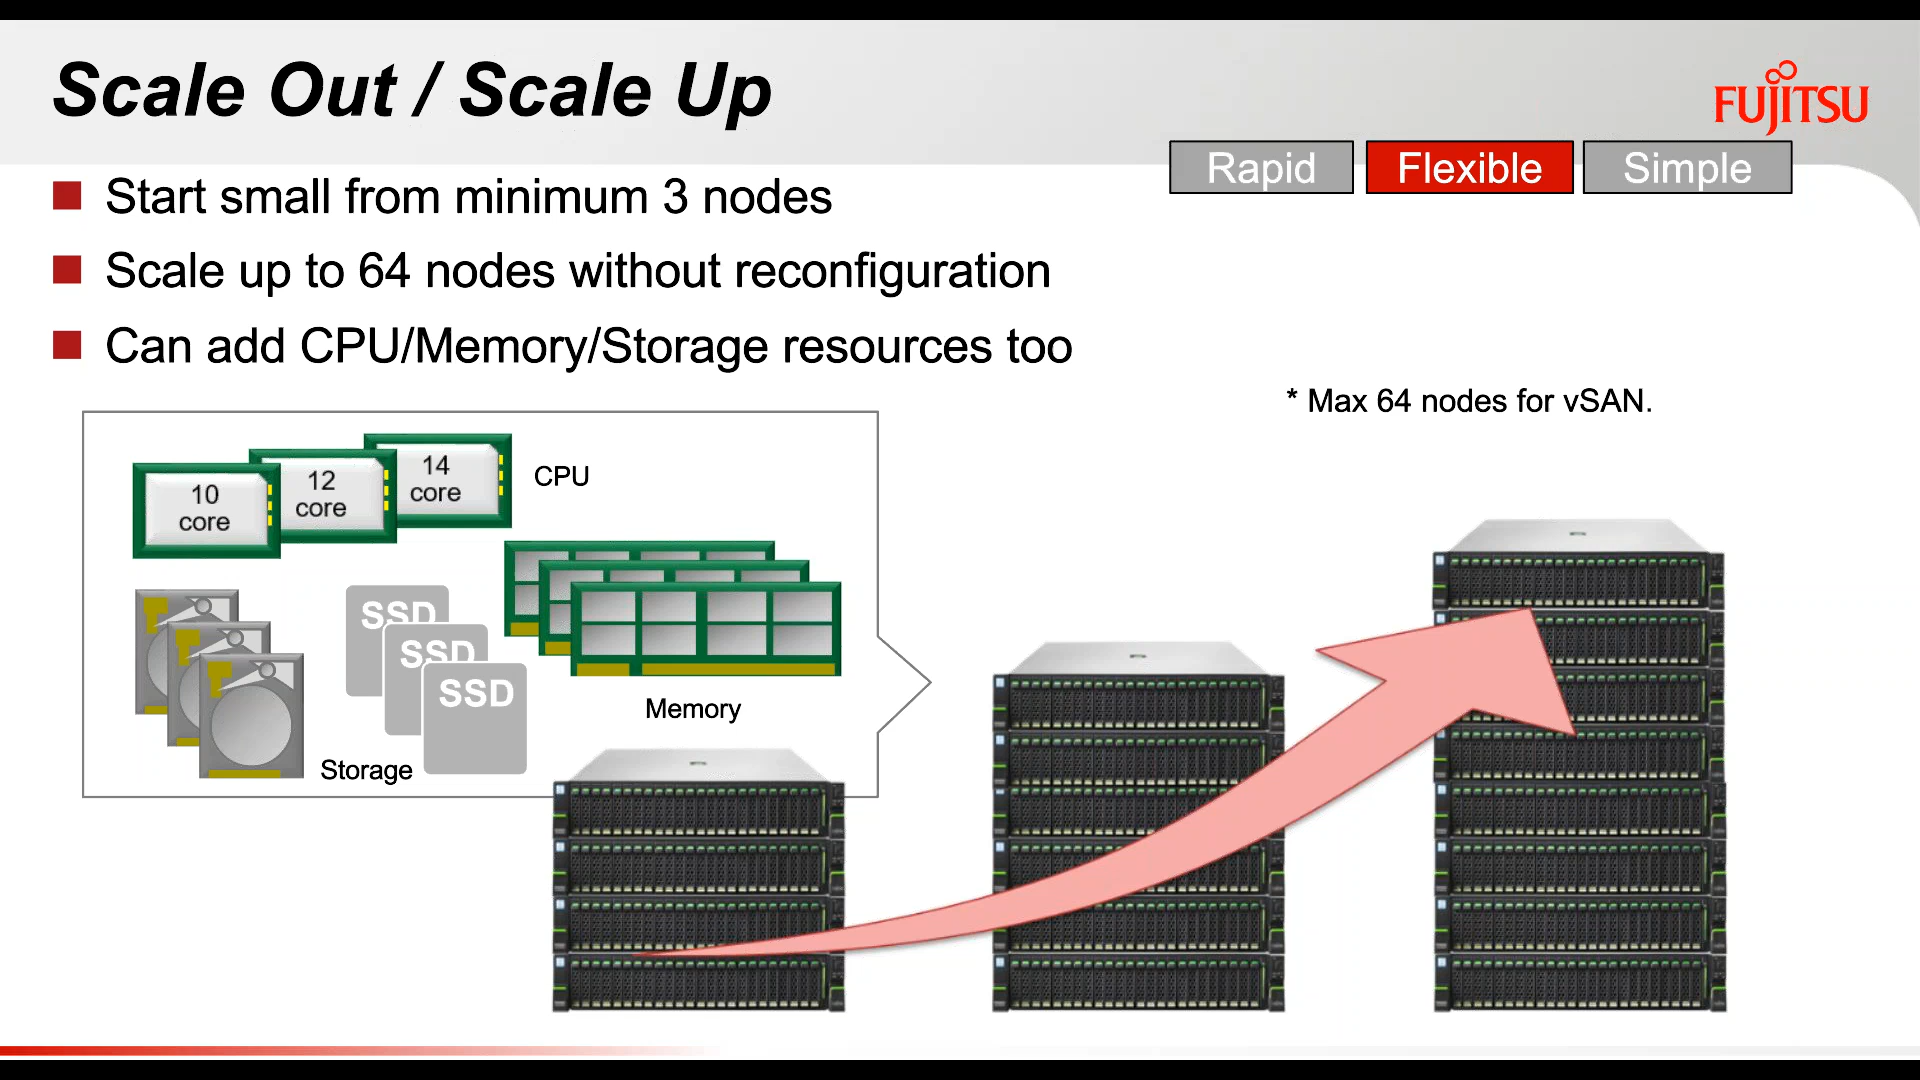 Scale Out / Scale Up
FUJITSU
Rapid
Flexible
Simple
Start small from minimum 3 nodes
Scale up to 64 nodes without reconfiguration
Can add CPU/Memory/Storage resources too
* Max 64 nodes for vSAN.
10
core
12
core
14
core
CPU
SSD
SSD
SSD
Memory
Storage